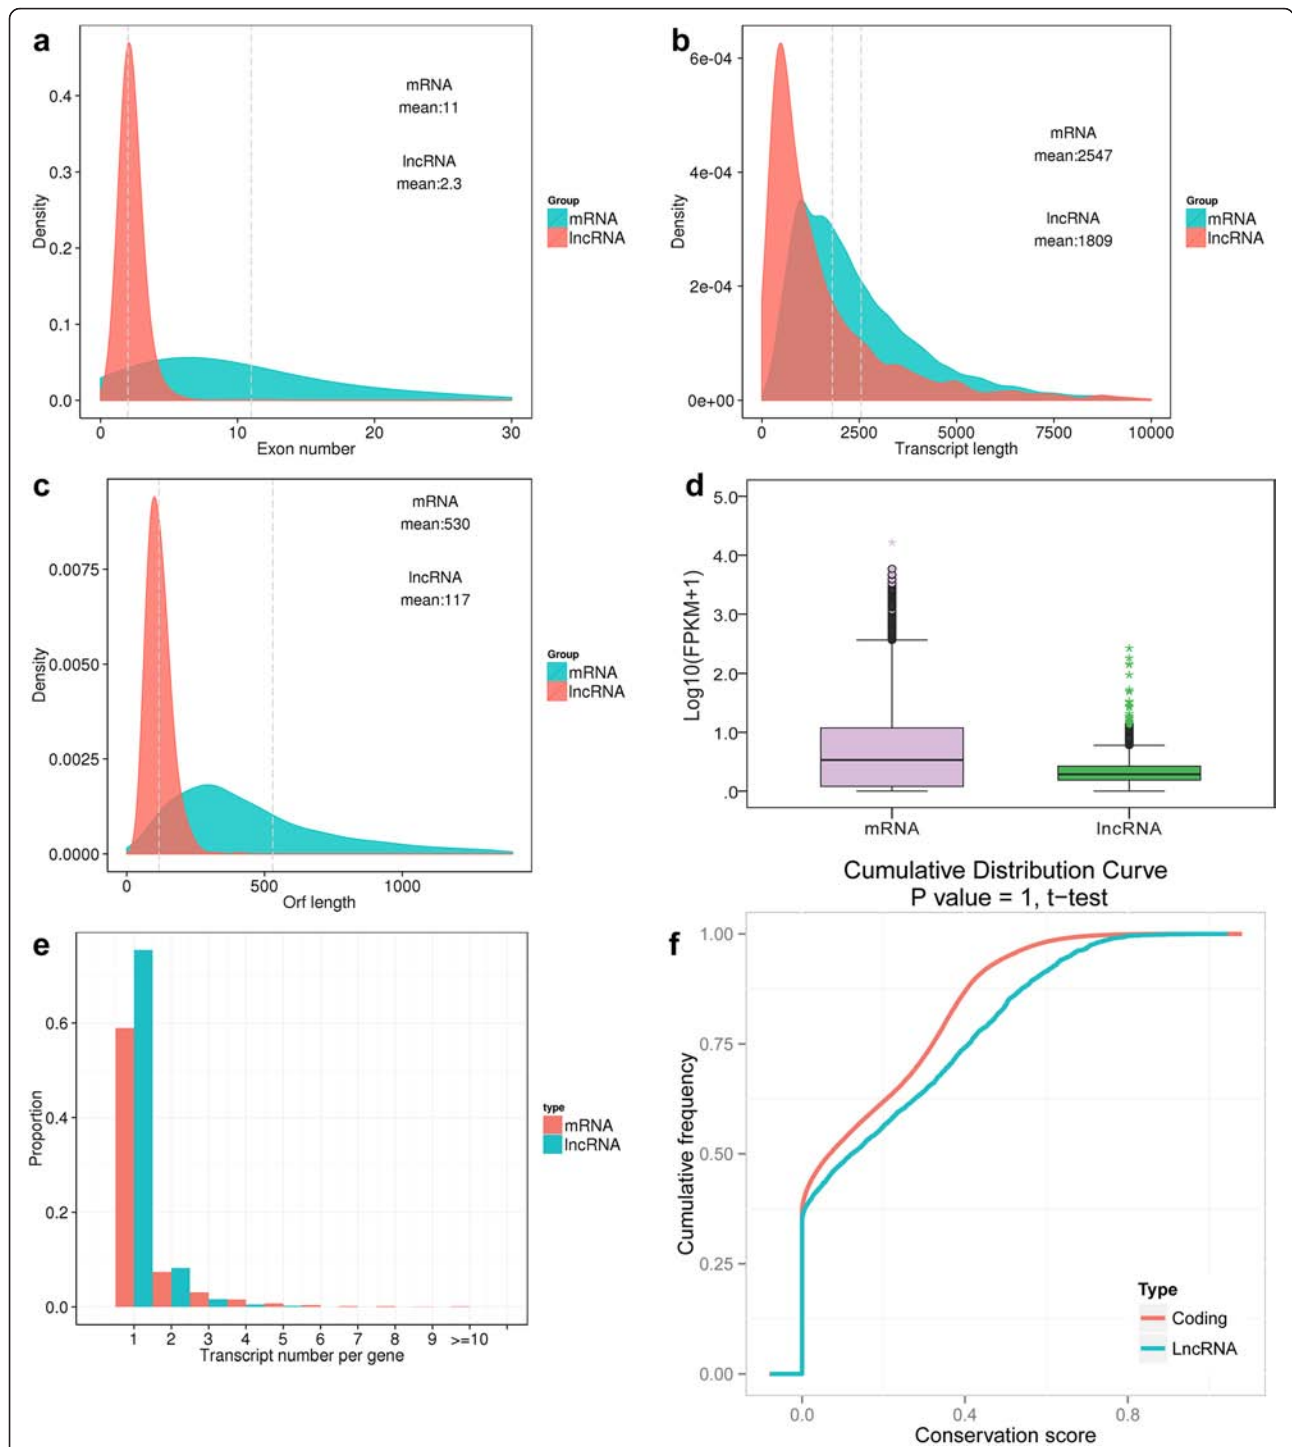 a
0.4
0.3
0.2
0.1
0.0
Density
0
10
20
30
Exon number
mRNA
mean:11
lncRNA
mean:2.3
Group
mRNA
lncRNA
b
6e-04
4e-04
2e-04
0e+00
Density
0
2500
5000
7500
10000
Transcript length
mRNA
mean:2547
lncRNA
mean:1809
Group
mRNA
lncRNA
c
0.0075
0.0050
0.0025
0.0000
Density
0
500
1000
Orf length
mRNA
mean:530
lncRNA
mean:117
Group
mRNA
lncRNA
d
5.0
4.0
3.0
2.0
1.0
.0
Log10(FPKM+1)
mRNA
lncRNA
e
0.6
0.4
0.2
0.0
Proportion
1
2
3
4
5
6
7
8
9
>=10
Transcript number per gene
type
mRNA
lncRNA
Cumulative Distribution Curve
P value = 1, t−test
f
1.00
0.75
0.50
0.25
0.00
Cumulative frequency
0.0
0.4
0.8
Conservation score
Type
Coding
LncRNA